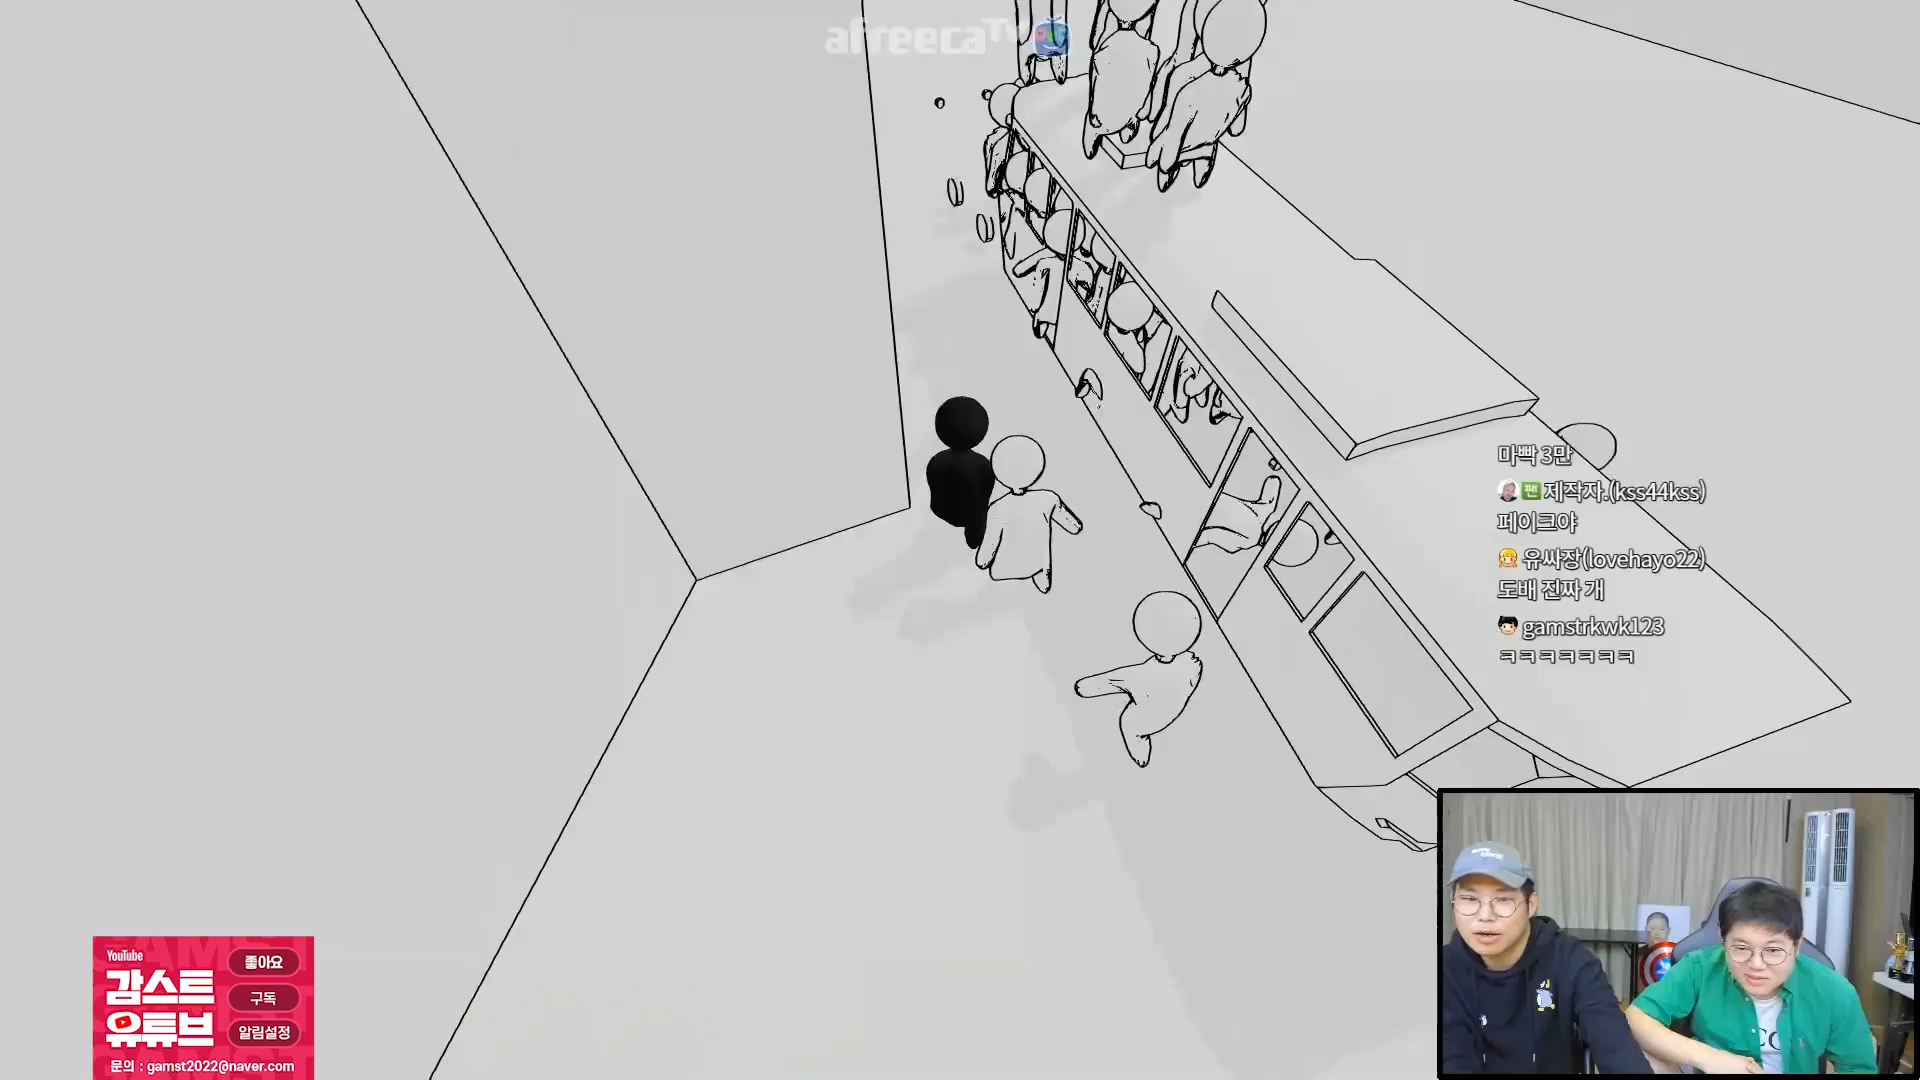 afreecaTV
마빡 3만
팬 제작자.(kss44kss)
페이크야
유싸장(lovehayo22)
도배 진짜 개
gamstrkwk123
ㅋㅋㅋㅋㅋㅋㅋ
YouTube
감스트
유튜브
좋아요
구독
알림설정
문의 : gamst2022@naver.com